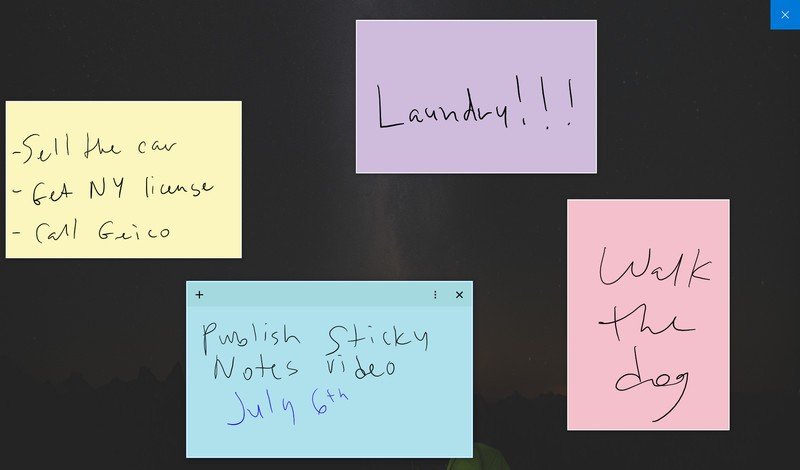 Laundry!!!
- Sell the car
- Get NY license
- Call Geico
Walk
the
dog
Publish Sticky
Notes video
July 6th